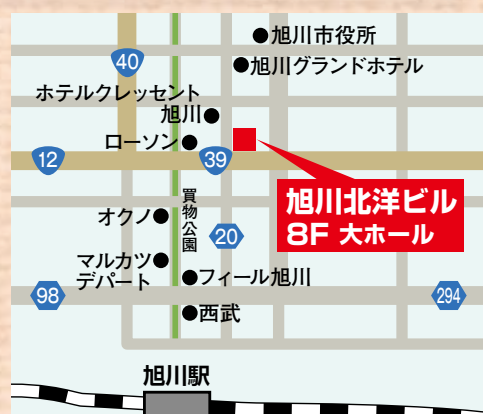 旭川市役所
旭川グランドホテル
40
ホテルクレッセント
旭川
ローソン
12
39
旭川北洋ビル
8F 大ホール
買物公園
オクノ
20
マルカツ
デパート
フィール旭川
98
294
西武
旭川駅